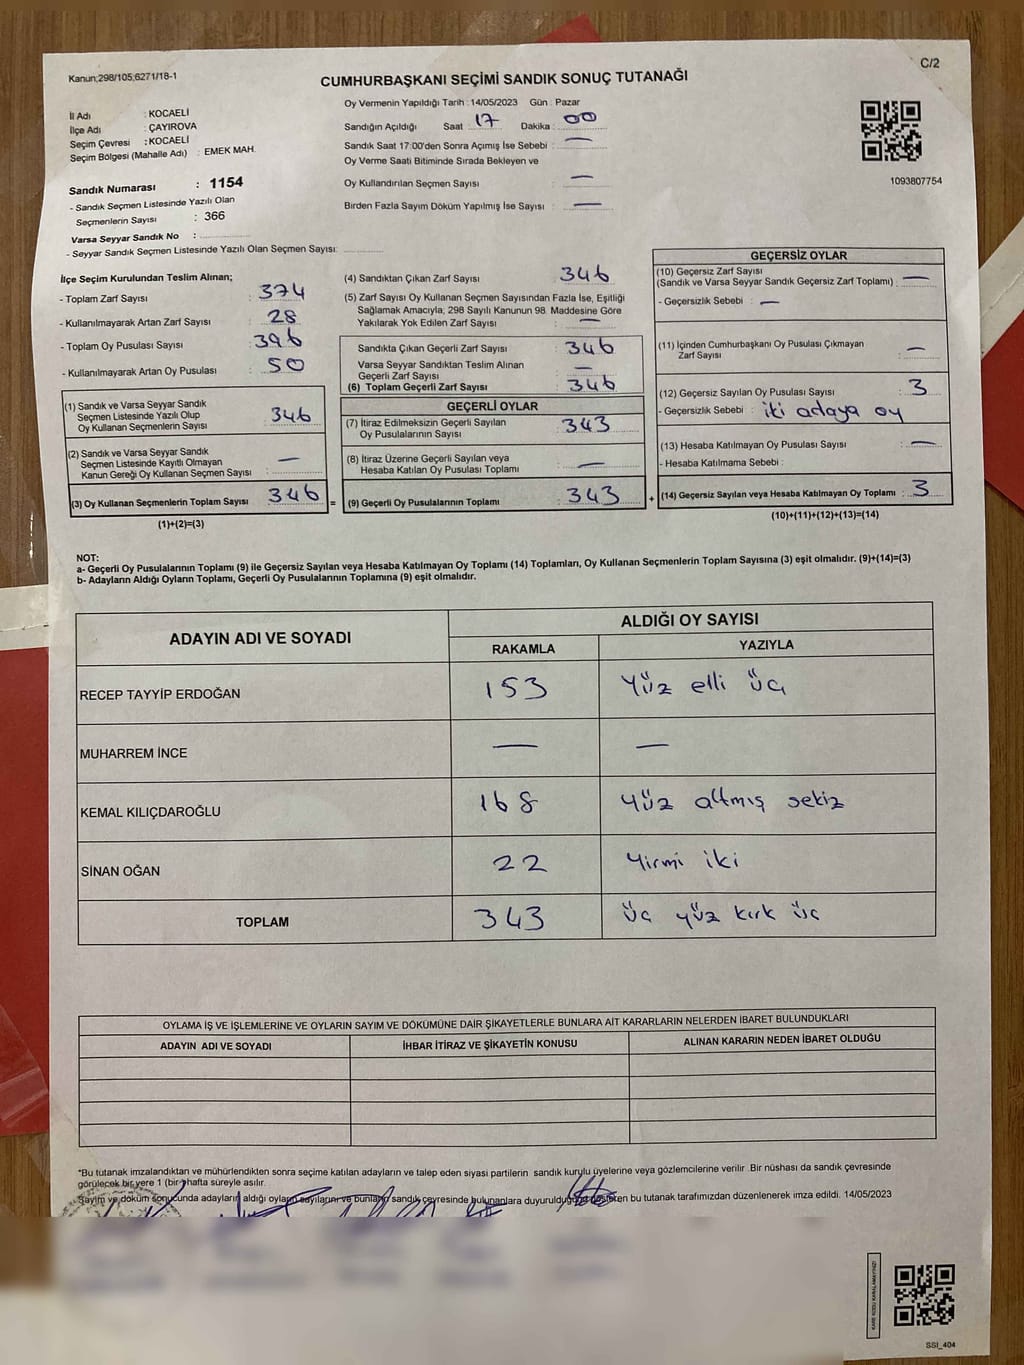 Kanun;298/105,6271/18-1
C/2
CUMHURBAŞKANI SEÇİMİ SANDIK SONUÇ TUTANAĞI
İl Adı : KOCAELİ
İlçe Adı : ÇAYIROVA
Seçim Çevresi : KOCAELİ
Seçim Bölgesi (Mahalle Adı) : EMEK MAH.
Sandık Numarası : 1154
- Sandık Seçmen Listesinde Yazılı Olan
Seçmenlerin Sayısı : 366
Varsa Seyyar Sandık No :
- Seyyar Sandık Seçmen Listesinde Yazılı Olan Seçmen Sayısı:
Oy Vermenin Yapıldığı Tarih : 14/05/2023 Gün : Pazar
Sandığın Açıldığı Saat : 17 Dakika : 00
Sandık Saat 17:00'den Sonra Açımış İse Sebebi : —
Oy Verme Saati Bitiminde Sırada Bekleyen ve
Oy Kullandırılan Seçmen Sayısı : —
Birden Fazla Sayım Döküm Yapılmış İse Sayısı : —
1093807754
İlçe Seçim Kurulundan Teslim Alınan;
- Toplam Zarf Sayısı : 374
- Kullanılmayarak Artan Zarf Sayısı : 28
- Toplam Oy Pusulası Sayısı : 396
- Kullanılmayarak Artan Oy Pusulası : 50
(1) Sandık ve Varsa Seyyar Sandık
Seçmen Listesinde Yazılı Olup
Oy Kullanan Seçmenlerin Sayısı : 346
(2) Sandık ve Varsa Seyyar Sandık
Seçmen Listesinde Kayıtlı Olmayan
Kanun Gereği Oy Kullanan Seçmen Sayısı : —
(3) Oy Kullanan Seçmenlerin Toplam Sayısı : 346 =
(1)+(2)=(3)
(4) Sandıktan Çıkan Zarf Sayısı : 346
(5) Zarf Sayısı Oy Kullanan Seçmen Sayısından Fazla İse, Eşitliği
Sağlamak Amacıyla; 298 Sayılı Kanunun 98. Maddesine Göre
Yakılarak Yok Edilen Zarf Sayısı : —
Sandıkta Çıkan Geçerli Zarf Sayısı : 346
Varsa Seyyar Sandıktan Teslim Alınan
Geçerli Zarf Sayısı : —
(6) Toplam Geçerli Zarf Sayısı : 346
GEÇERLİ OYLAR
(7) İtiraz Edilmeksizin Geçerli Sayılan
Oy Pusulalarının Sayısı : 343
(8) İtiraz Üzerine Geçerli Sayılan veya
Hesaba Katılan Oy Pusulası Toplamı : —
(9) Geçerli Oy Pusulalarının Toplamı : 343 +
GEÇERSİZ OYLAR
(10) Geçersiz Zarf Sayısı
(Sandık ve Varsa Seyyar Sandık Geçersiz Zarf Toplamı) : —
- Geçersizlik Sebebi : —
(11) İçinden Cumhurbaşkanı Oy Pusulası Çıkmayan
Zarf Sayısı : —
(12) Geçersiz Sayılan Oy Pusulası Sayısı : 3
- Geçersizlik Sebebi : iki adaya oy
(13) Hesaba Katılmayan Oy Pusulası Sayısı : —
- Hesaba Katılmama Sebebi :
(14) Geçersiz Sayılan veya Hesaba Katılmayan Oy Toplamı : 3
(10)+(11)+(12)+(13)=(14)
NOT:
a- Geçerli Oy Pusulalarının Toplamı (9) ile Geçersiz Sayılan veya Hesaba Katılmayan Oy Toplamı (14) Toplamları, Oy Kullanan Seçmenlerin Toplam Sayısına (3) eşit olmalıdır. (9)+(14)=(3)
b- Adayların Aldığı Oyların Toplamı, Geçerli Oy Pusulalarının Toplamına (9) eşit olmalıdır.
ADAYIN ADI VE SOYADI
ALDIĞI OY SAYISI
RAKAMLA YAZIYLA
RECEP TAYYİP ERDOĞAN 153 Yüz elli üç
MUHARREM İNCE — —
KEMAL KILIÇDAROĞLU 168 Yüz altmış sekiz
SİNAN OĞAN 22 Yirmi iki
TOPLAM 343 üç yüz kırk üç
OYLAMA İŞ VE İŞLEMLERİNE VE OYLARIN SAYIM VE DÖKÜMÜNE DAİR ŞİKAYETLERLE BUNLARA AİT KARARLARIN NELERDEN İBARET BULUNDUKLARI
ADAYIN ADI VE SOYADI İHBAR İTİRAZ VE ŞİKAYETİN KONUSU ALINAN KARARIN NEDEN İBARET OLDUĞU
*Bu tutanak imzalandıktan ve mühürlendikten sonra seçime katılan adayların ve talep eden siyasi partilerin sandık kurulu üyelerine veya gözlemcilerine verilir. Bir nüshası da sandık çevresinde
görülecek bir yere 1 (bir) hafta süreyle asılır.
Sayım ve döküm sonucunda adayların aldığı oyların sayılarını ve bunların sandık çevresinde bulunanlara duyurulduğunu gösteren bu tutanak tarafımızdan düzenlenerek imza edildi. 14/05/2023
KARE KODU KARALAMAYINIZ!
SSI_404